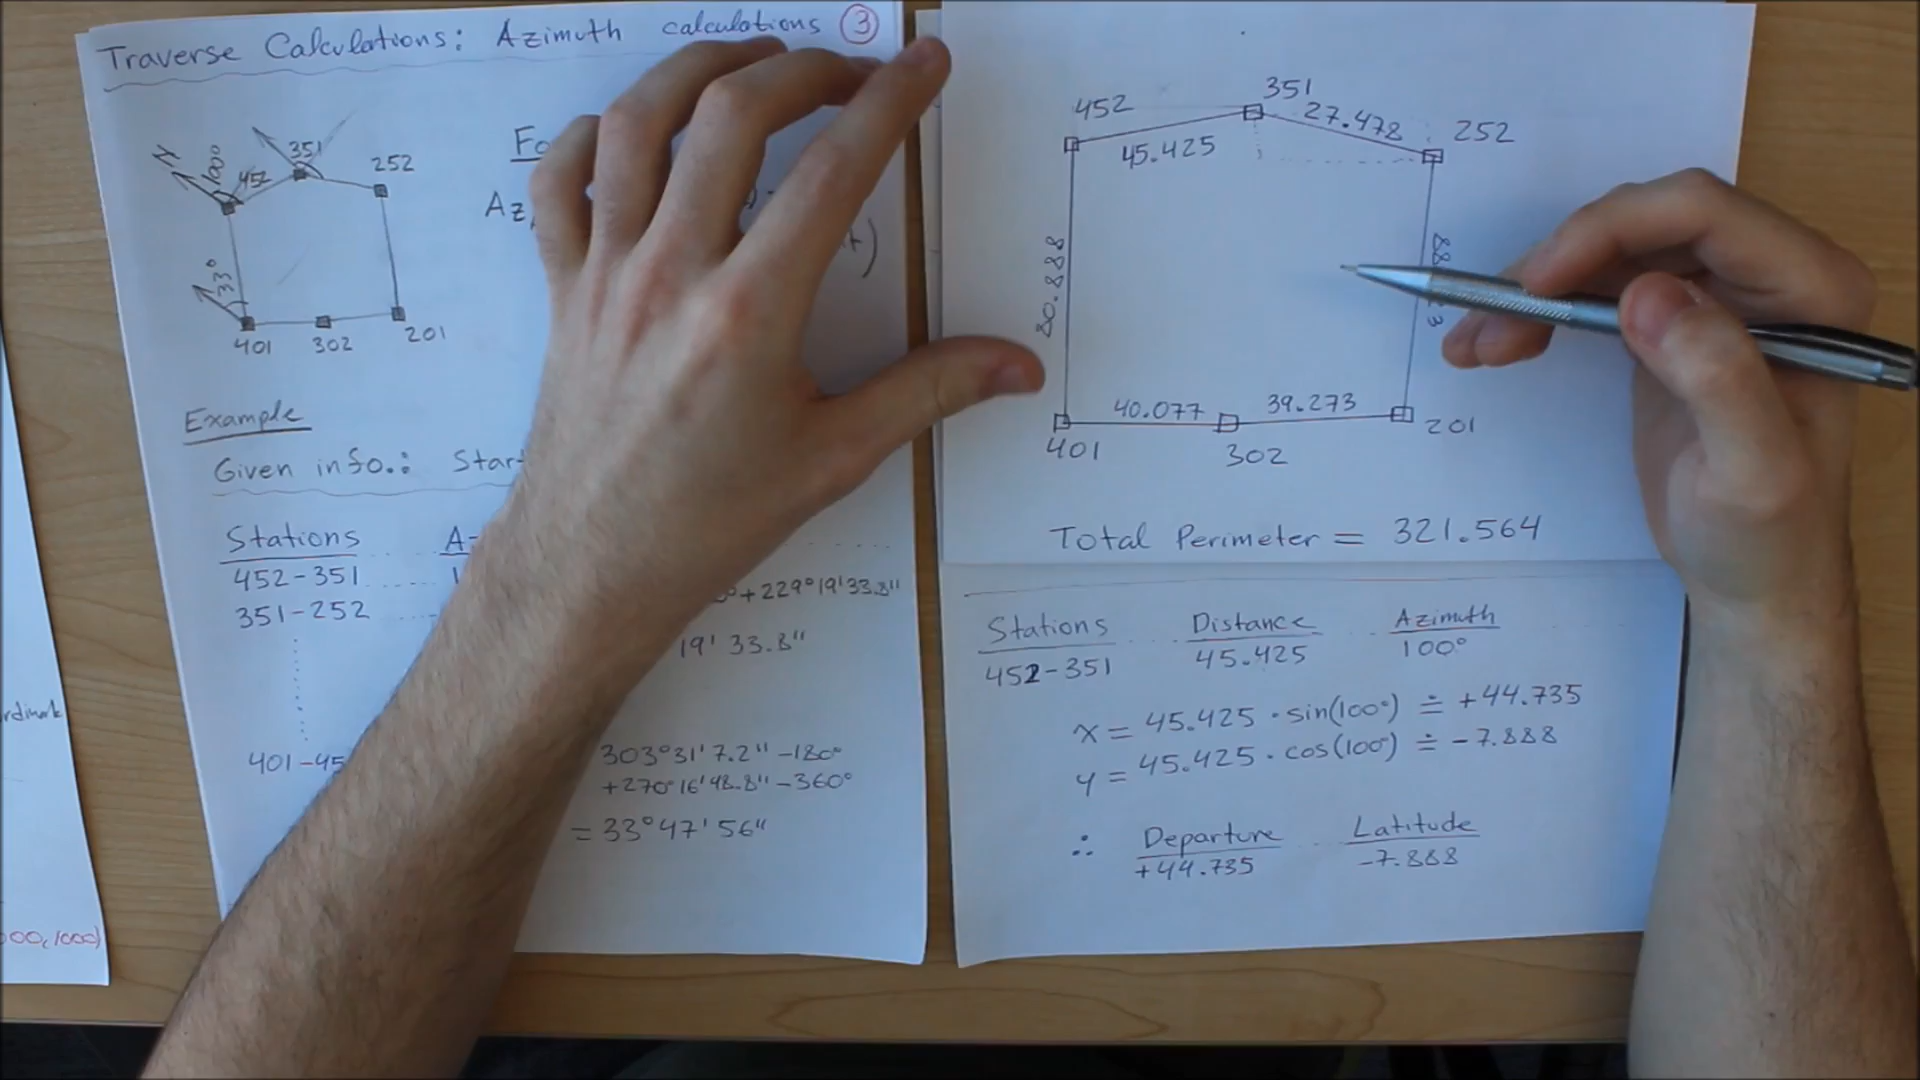 Traverse Calculations: Azimuth calculations 3
N
100°
452
351
252
33°
401
302
201
Az
Example
Given info.:
Stations
452-351
351-252
401-45
+229°19'33.8"
19' 33.8"
303°31'7.2" -180°
+270°16'48.8" -360°
= 33°47'56"
00,1000)
452
351
27.478
252
45.425
80.888
40.077
39.273
401
302
201
Total Perimeter = 321.564
Stations Distance Azimuth
452-351 45.425 100°
x = 45.425 · sin(100°) ≐ +44.735
y = 45.425 · cos(100°) ≐ -7.888
∴ Departure Latitude
+44.735 -7.888